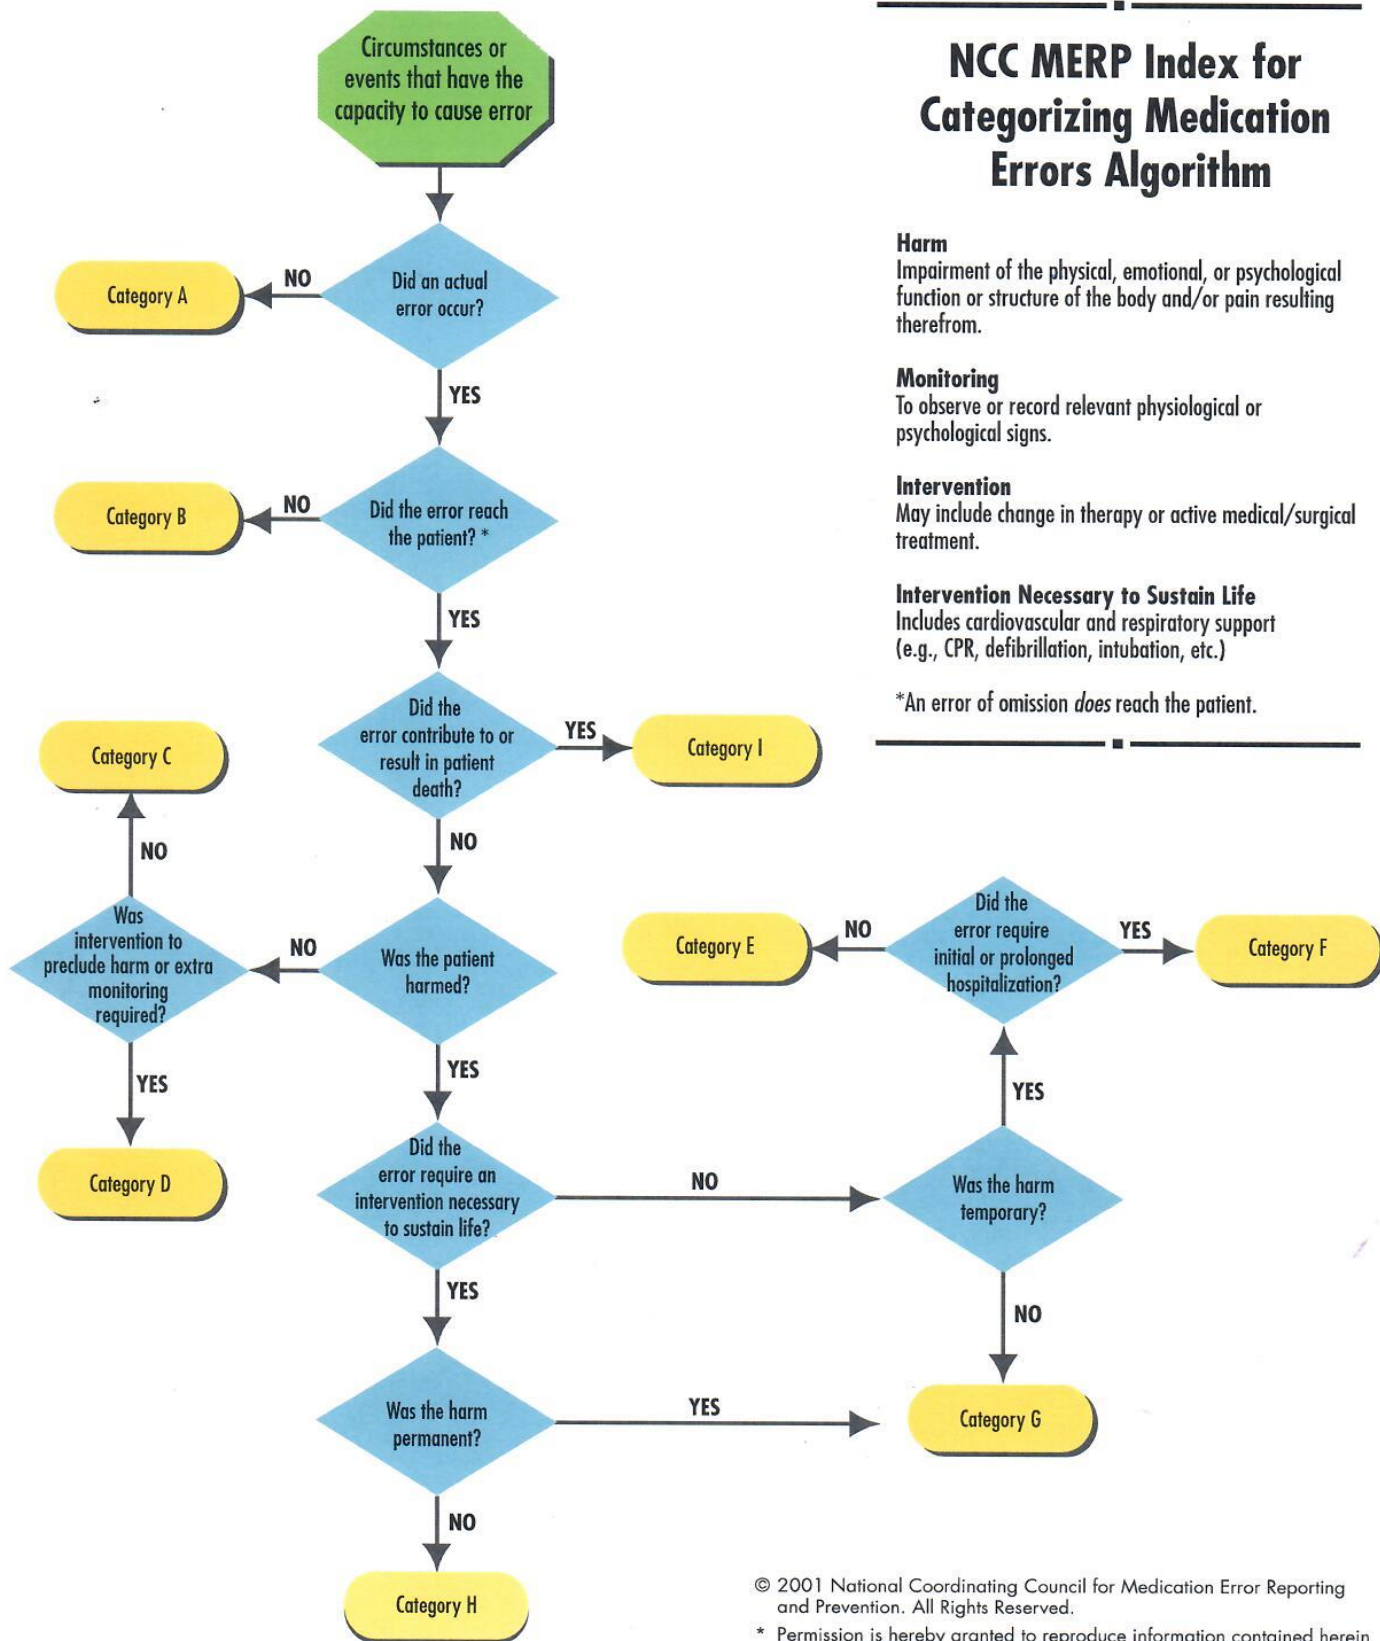 NCC MERP Index for
Categorizing Medication
Errors Algorithm
Harm
Impairment of the physical, emotional, or psychological
function or structure of the body and/or pain resulting
therefrom.
Monitoring
To observe or record relevant physiological or
psychological signs.
Intervention
May include change in therapy or active medical/surgical
treatment.
Intervention Necessary to Sustain Life
Includes cardiovascular and respiratory support
(e.g., CPR, defibrillation, intubation, etc.)
*An error of omission does reach the patient.
Circumstances or
events that have the
capacity to cause error
Did an actual
error occur?
NO
Category A
YES
Did the error reach
the patient? *
NO
Category B
YES
Did the
error contribute to or
result in patient
death?
YES
Category I
NO
Was the patient
harmed?
NO
Was
intervention to
preclude harm or extra
monitoring
required?
NO
Category C
YES
Category D
YES
Did the
error require an
intervention necessary
to sustain life?
NO
Was the harm
temporary?
YES
Did the
error require
initial or prolonged
hospitalization?
NO
Category E
YES
Category F
NO
Category G
YES
Was the harm
permanent?
YES
NO
Category H
© 2001 National Coordinating Council for Medication Error Reporting
and Prevention. All Rights Reserved.
* Permission is hereby granted to reproduce information contained herein